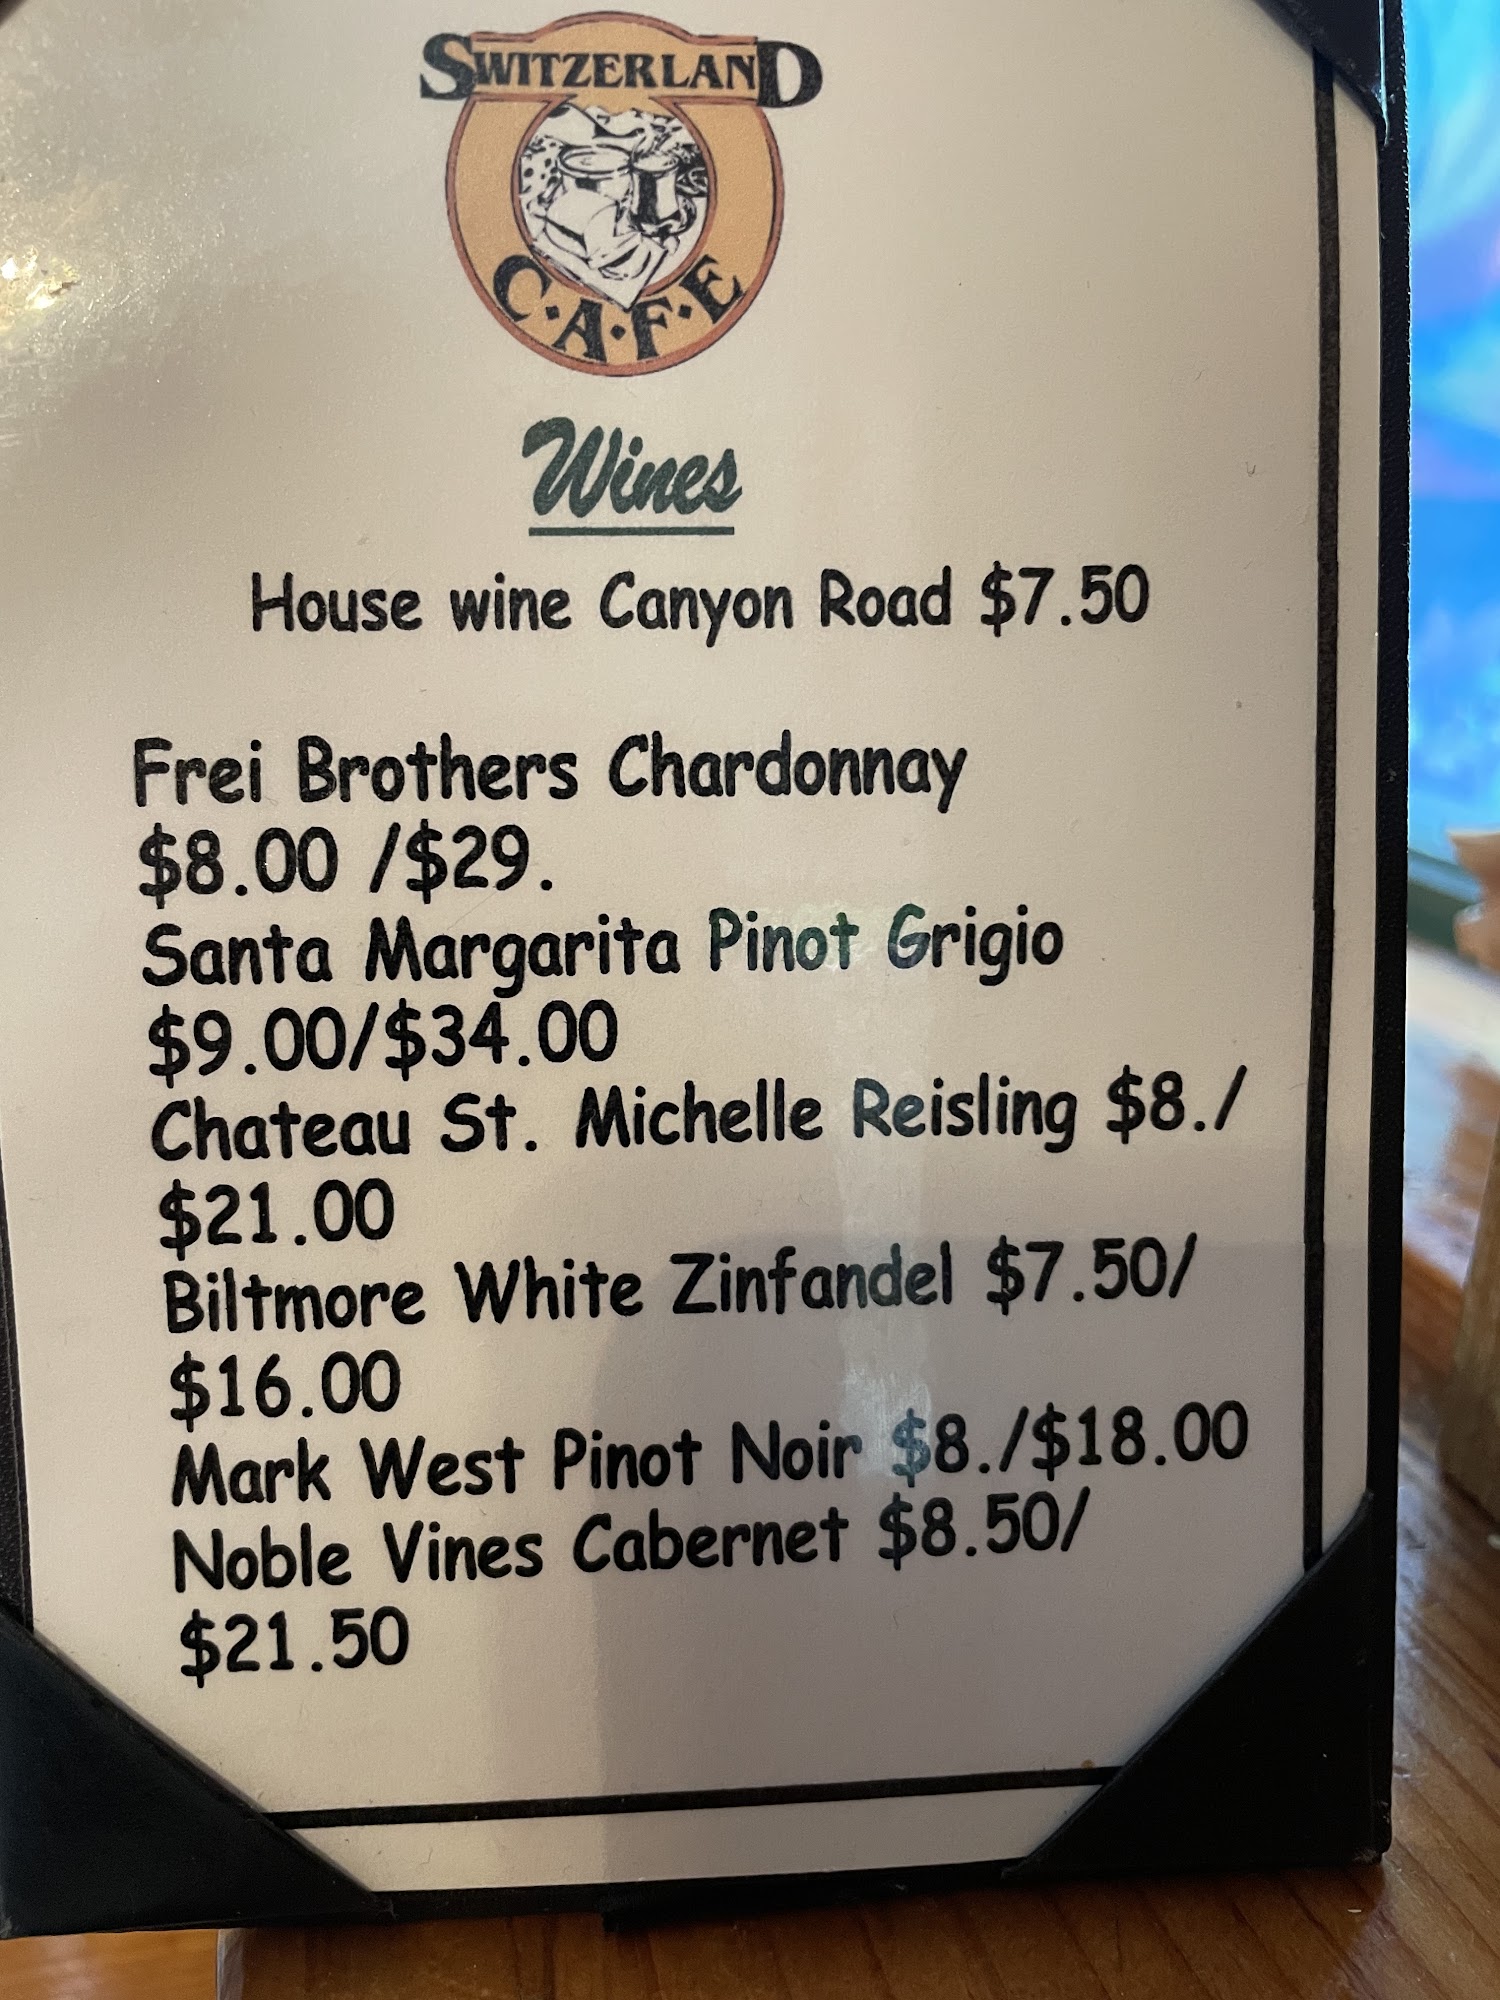 SWITZERLAND
C·A·F·E
Wines
House wine Canyon Road $7.50
Frei Brothers Chardonnay
$8.00 /$29.
Santa Margarita Pinot Grigio
$9.00/$34.00
Chateau St. Michelle Reisling $8./
$21.00
Biltmore White Zinfandel $7.50/
$16.00
Mark West Pinot Noir $8./$18.00
Noble Vines Cabernet $8.50/
$21.50